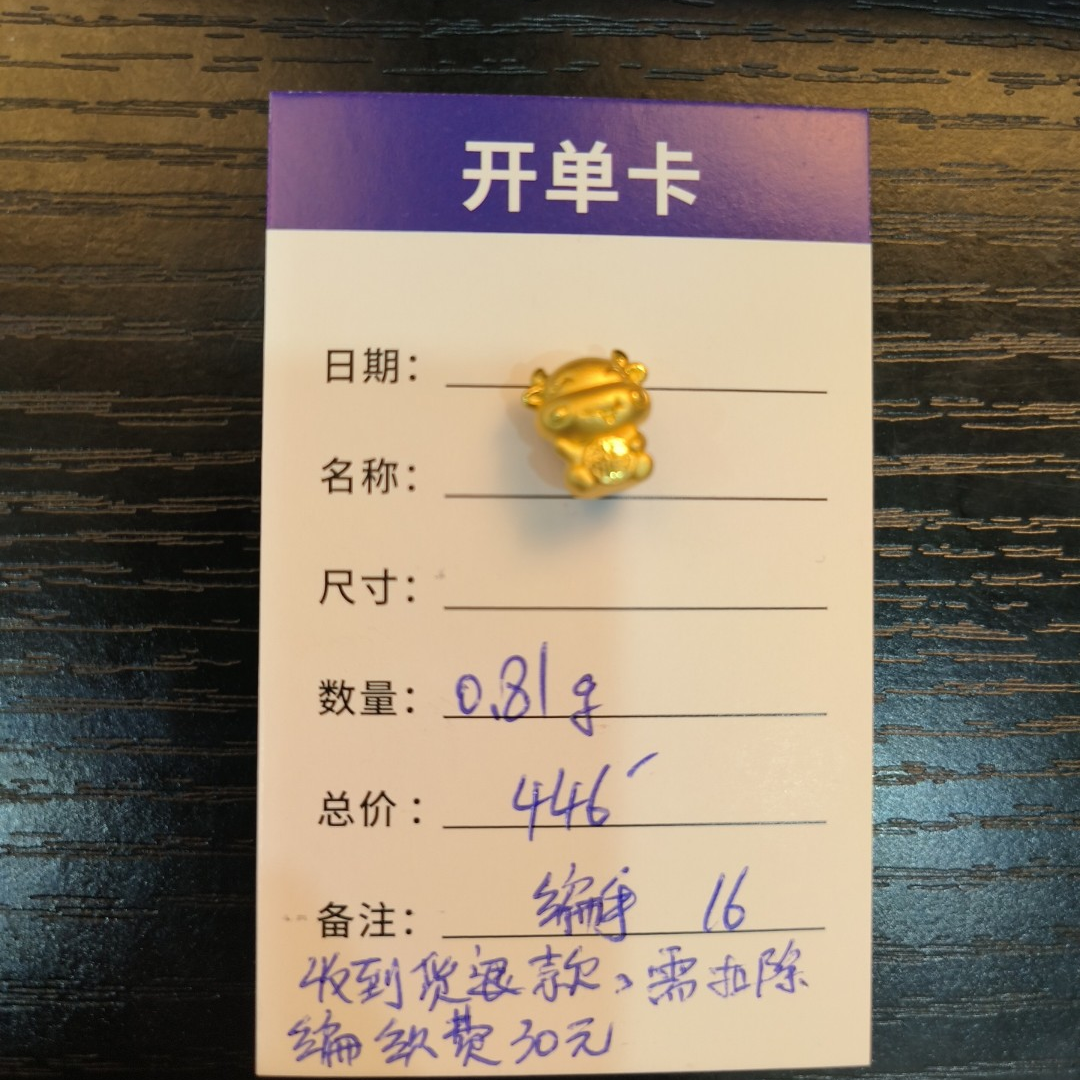 开单卡
日期：
名称：
尺寸：
数量：0.81g
总价：446
备注：编手 16
收到货退款、需扣除
编织费30元